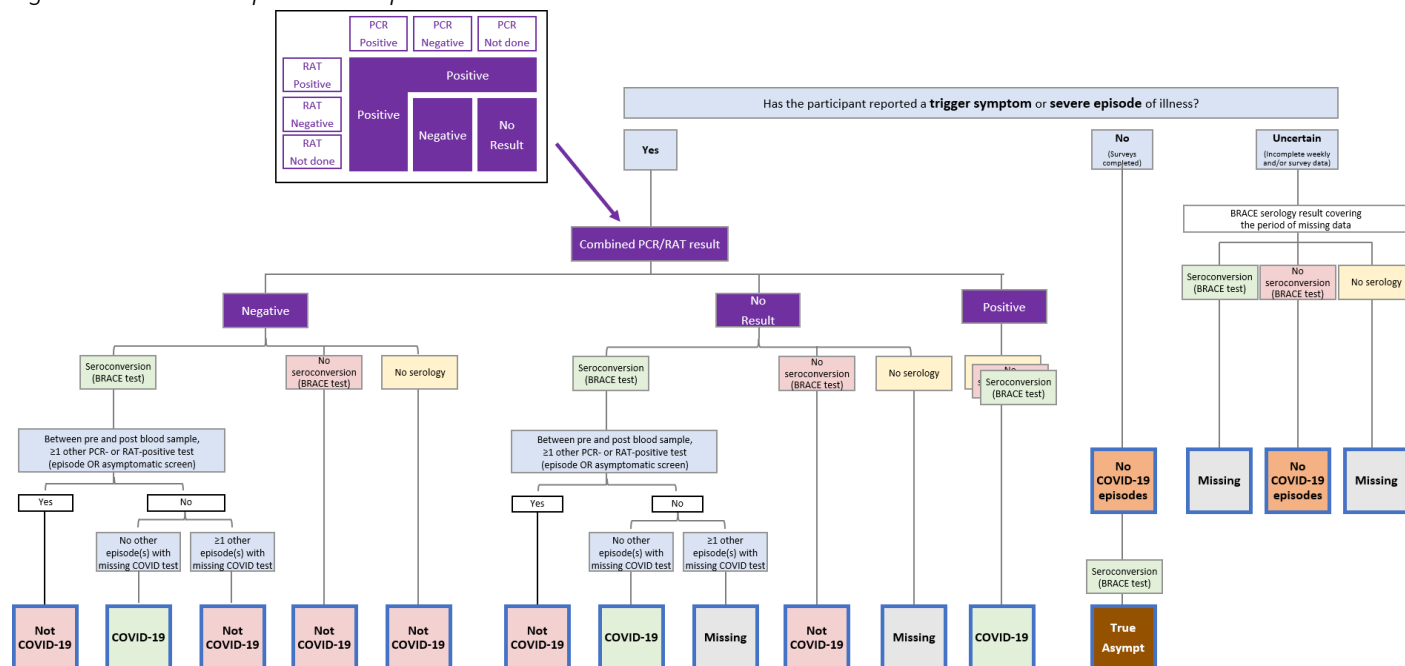 PCR
Positive
PCR
Negative
PCR
Not done
RAT
Positive
RAT
Negative
RAT
Not done
Positive
Positive
Negative
No
Result
Has the participant reported a trigger symptom or severe episode of illness?
Yes
No
(Surveys
completed)
Uncertain
(Incomplete weekly
and/or survey data)
BRACE serology result covering
the period of missing data
Combined PCR/RAT result
Seroconversion
(BRACE test)
No
seroconversion
(BRACE test)
No serology
Negative
No
Result
Positive
Seroconversion
(BRACE test)
No
seroconversion
(BRACE test)
No serology
Seroconversion
(BRACE test)
No
seroconversion
(BRACE test)
No serology
No
Seroconversion
(BRACE test)
Between pre and post blood sample,
≥1 other PCR- or RAT-positive test
(episode OR asymptomatic screen)
Between pre and post blood sample,
≥1 other PCR- or RAT-positive test
(episode OR asymptomatic screen)
Yes
No
Yes
No
No other
episode(s) with
missing COVID test
≥1 other
episode(s) with
missing COVID test
No other
episode(s) with
missing COVID test
≥1 other
episode(s) with
missing COVID test
No
COVID-19
episodes
Missing
No
COVID-19
episodes
Missing
Seroconversion
(BRACE test)
Not
COVID-19
COVID-19
Not
COVID-19
Not
COVID-19
Not
COVID-19
Not
COVID-19
COVID-19
Missing
Not
COVID-19
Missing
COVID-19
True
Asympt